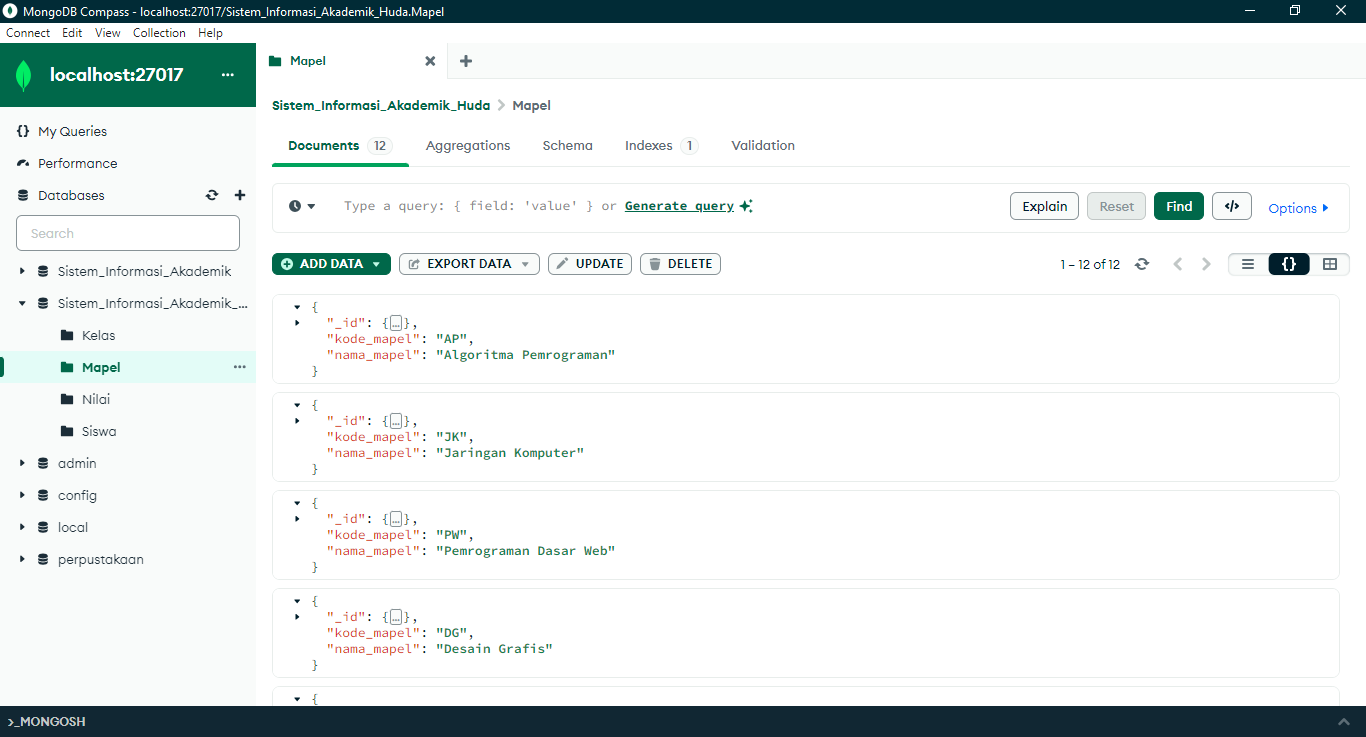 MongoDB Compass - localhost:27017/Sistem_Informasi_Akademik_Huda.Mapel
Connect Edit View Collection Help
localhost:27017 ...
My Queries
Performance
Databases
Search
Sistem_Informasi_Akademik
Sistem_Informasi_Akademik_...
Kelas
Mapel ...
Nilai
Siswa
admin
config
local
perpustakaan
Mapel
Sistem_Informasi_Akademik_Huda > Mapel
Documents 12 Aggregations Schema Indexes 1 Validation
Type a query: { field: 'value' } or Generate query
Explain Reset Find </> Options
ADD DATA EXPORT DATA UPDATE DELETE 1 – 12 of 12 {}
{
"_id": {…},
"kode_mapel": "AP",
"nama_mapel": "Algoritma Pemrograman"
}
{
"_id": {…},
"kode_mapel": "JK",
"nama_mapel": "Jaringan Komputer"
}
{
"_id": {…},
"kode_mapel": "PW",
"nama_mapel": "Pemrograman Dasar Web"
}
{
"_id": {…},
"kode_mapel": "DG",
"nama_mapel": "Desain Grafis"
}
{
>_MONGOSH